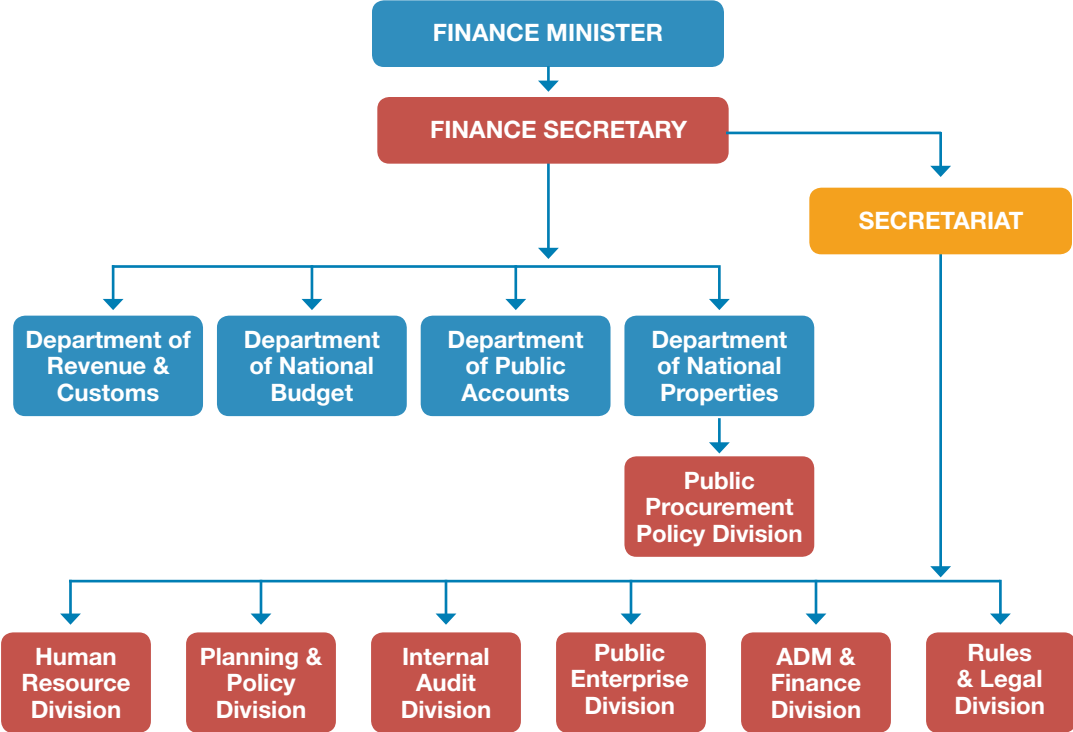 FINANCE MINISTER
FINANCE SECRETARY
SECRETARIAT
Department of
Revenue &
Customs
Department
of National
Budget
Department
of Public
Accounts
Department
of National
Properties
Public
Procurement
Policy Division
Human
Resource
Division
Planning &
Policy
Division
Internal
Audit
Division
Public
Enterprise
Division
ADM &
Finance
Division
Rules
& Legal
Division